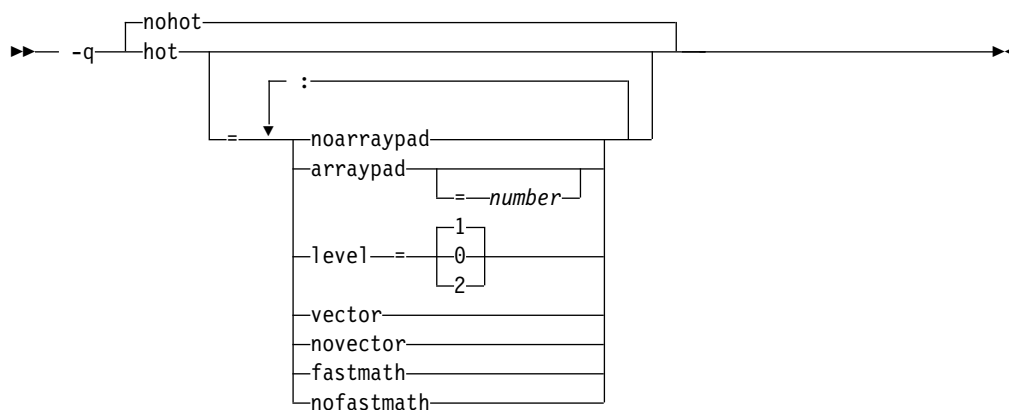 nohot
-q hot
:
= noarraypad
arraypad
= number
1
level = 0
2
vector
novector
fastmath
nofastmath